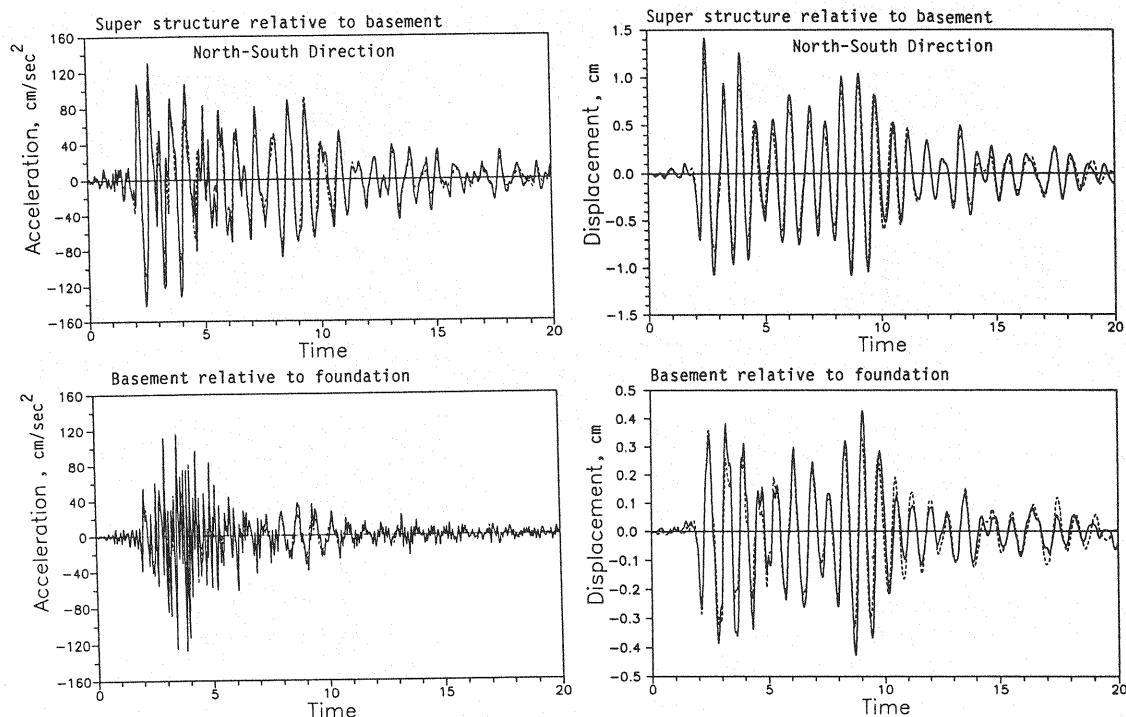 Super structure relative to basement
North-South Direction
Acceleration, cm/sec²
160
120
80
40
0
-40
-80
-120
-160
0 5 10 15 20
Time
Super structure relative to basement
North-South Direction
Displacement, cm
1.5
1.0
0.5
0.0
-0.5
-1.0
-1.5
0 5 10 15 20
Time
Basement relative to foundation
Acceleration , cm/sec²
160
120
80
40
0
-40
-80
-120
-160
0 5 10 15 20
Time
Basement relative to foundation
Displacement, cm
0.5
0.4
0.3
0.2
0.1
0.0
-0.1
-0.2
-0.3
-0.4
-0.5
0 5 10 15 20
Time